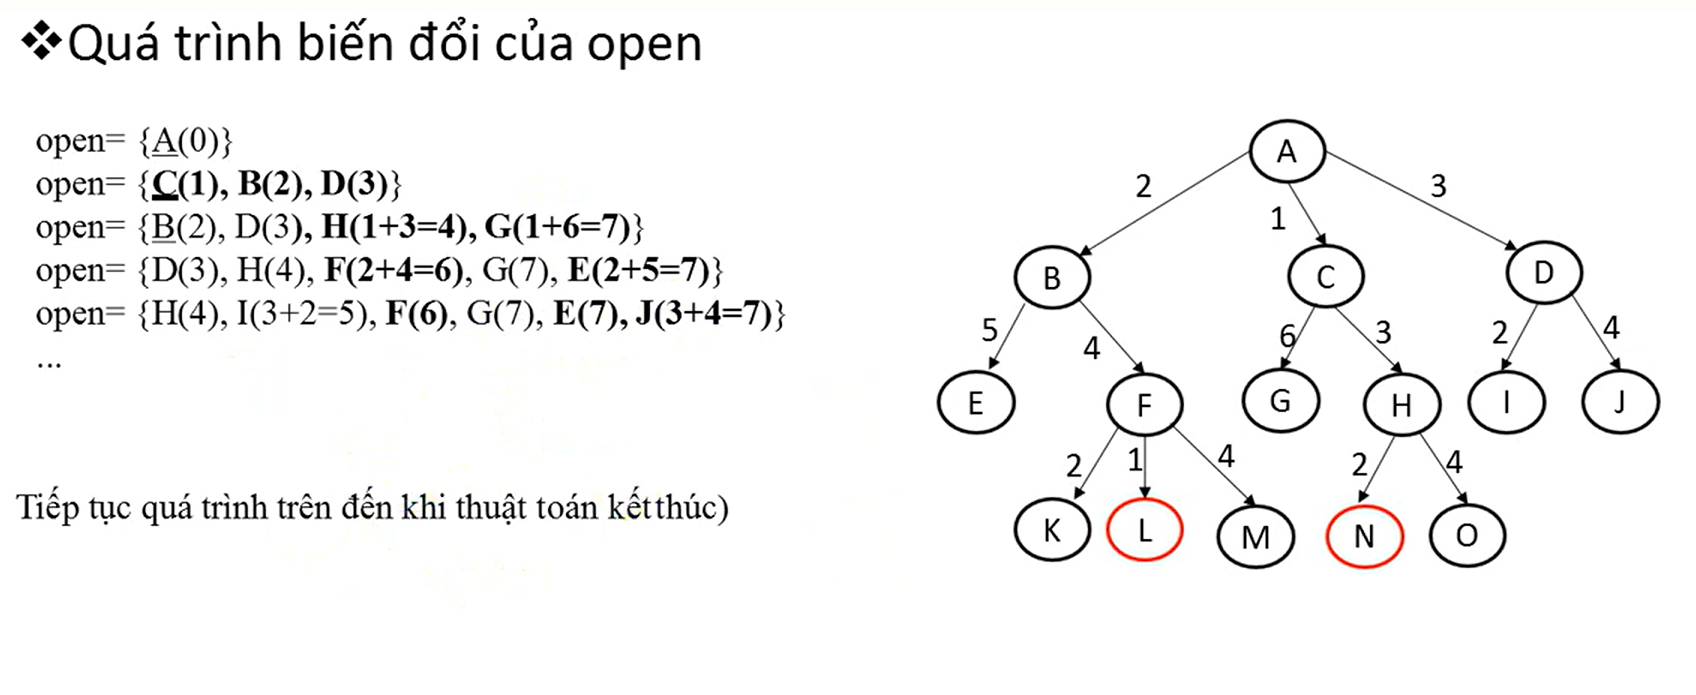 ❖Quá trình biến đổi của open
open= {A(0)}
open= {C(1), B(2), D(3)}
open= {B(2), D(3), H(1+3=4), G(1+6=7)}
open= {D(3), H(4), F(2+4=6), G(7), E(2+5=7)}
open= {H(4), I(3+2=5), F(6), G(7), E(7), J(3+4=7)}
...
Tiếp tục quá trình trên đến khi thuật toán kết thúc)
A
2 1 3
B C D
5 4 6 3 2 4
E F G H I J
2 1 4 2 4
K L M N O